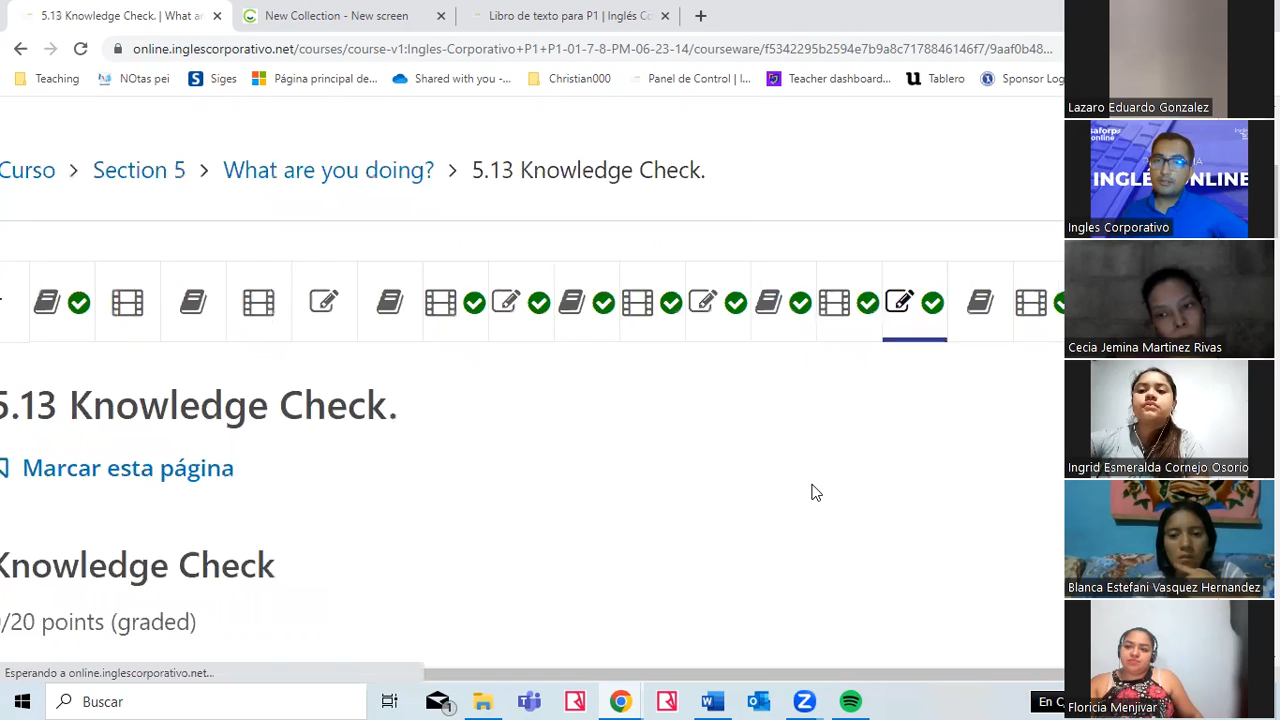 5.13 Knowledge Check. | What ar
New Collection - New screen
Libro de texto para P1 | Inglés Co
online.inglescorporativo.net/courses/course-v1:Ingles-Corporativo+P1+P1-01-7-8-PM-06-23-14/courseware/f5342295b2594e7b9a8c7178846146f7/9aaf0b48...
Teaching
NOtas pei
Siges
Página principal de...
Shared with you -...
Christian000
Panel de Control | I...
Teacher dashboard...
Tablero
Sponsor Log
Curso > Section 5 > What are you doing? > 5.13 Knowledge Check.
5.13 Knowledge Check.
Marcar esta página
Knowledge Check
/20 points (graded)
Esperando a online.inglescorporativo.net...
Buscar
1
En C
Lazaro Eduardo Gonzalez
saforp
online
INGLÉS ONLINE
Ingles Corporativo
Cecia Jemina Martinez Rivas
Ingrid Esmeralda Cornejo Osorio
Blanca Estefani Vasquez Hernandez
Floricia Menjivar